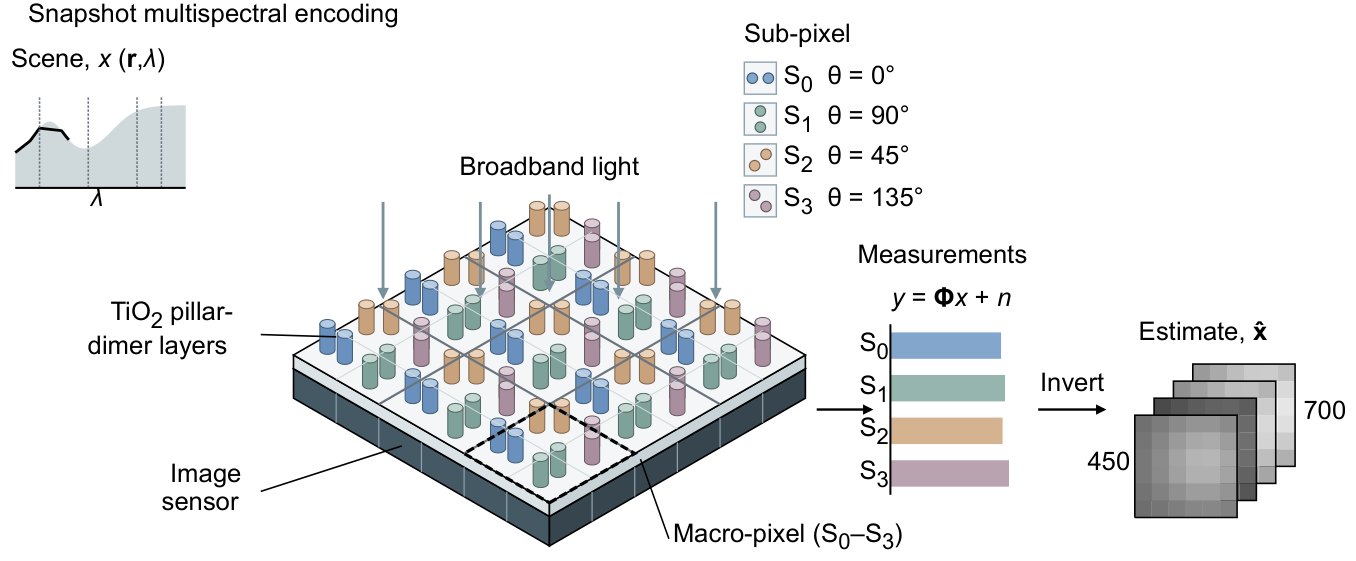 Snapshot multispectral encoding
Scene, x (r,λ)
λ
Sub-pixel
S0 θ = 0°
S1 θ = 90°
S2 θ = 45°
S3 θ = 135°
Broadband light
TiO2 pillar-
dimer layers
Image
sensor
Macro-pixel (S0–S3)
Measurements
y = Φx + n
S0
S1
S2
S3
Invert
Estimate, x̂
450
700